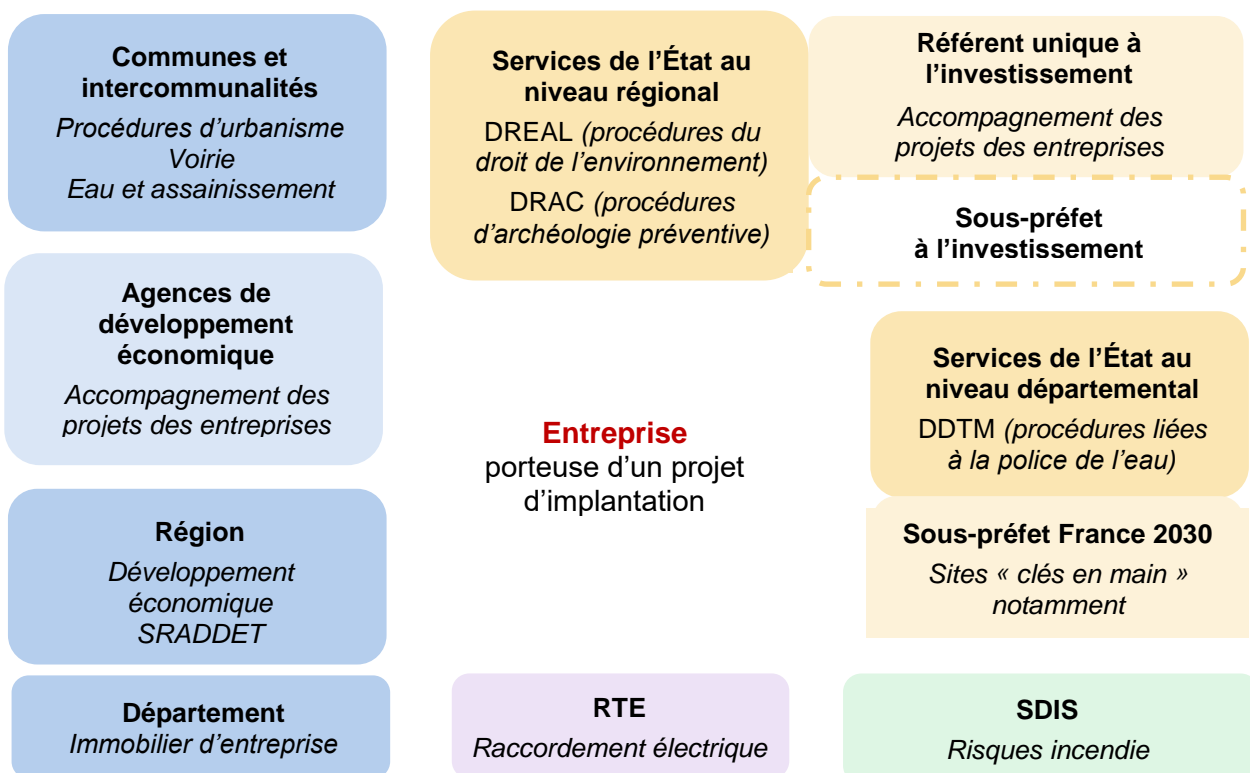 Communes et
intercommunalités
Procédures d’urbanisme
Voirie
Eau et assainissement
Services de l’État au
niveau régional
DREAL (procédures du
droit de l’environnement)
DRAC (procédures
d’archéologie préventive)
Référent unique à
l’investissement
Accompagnement des
projets des entreprises
Sous-préfet
à l’investissement
Agences de
développement
économique
Accompagnement des
projets des entreprises
Entreprise
porteuse d’un projet
d’implantation
Services de l’État au
niveau départemental
DDTM (procédures liées
à la police de l’eau)
Région
Développement
économique
SRADDET
Sous-préfet France 2030
Sites « clés en main »
notamment
Département
Immobilier d’entreprise
RTE
Raccordement électrique
SDIS
Risques incendie